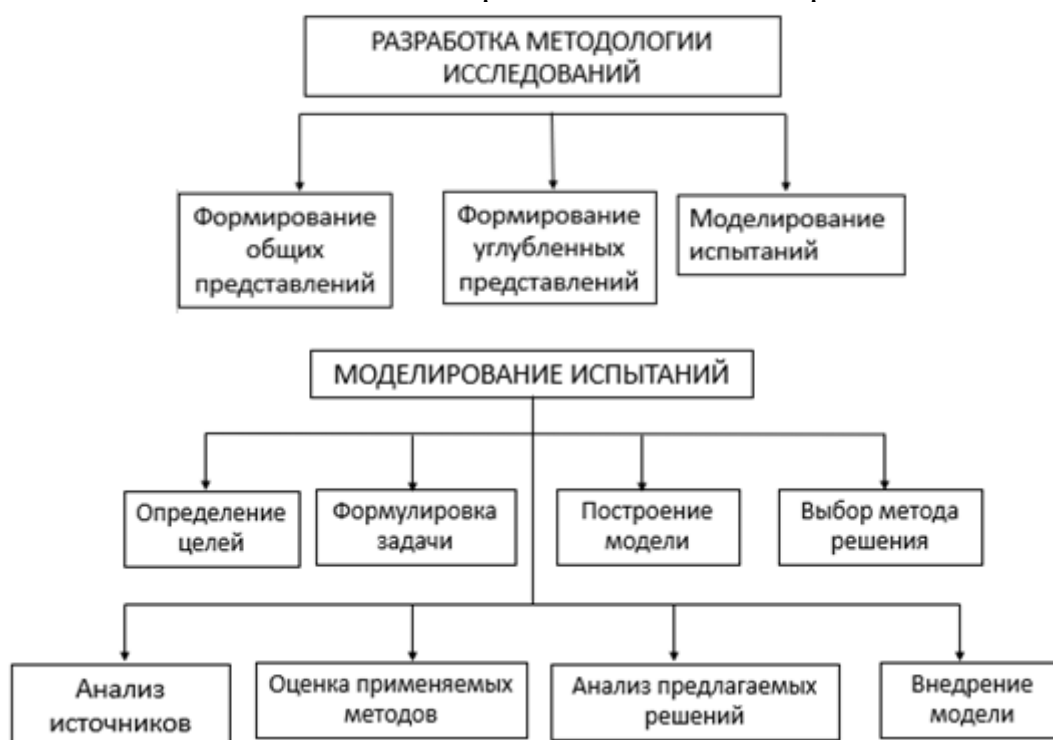 РАЗРАБОТКА МЕТОДОЛОГИИ
ИССЛЕДОВАНИЙ
Формирование
общих
представлений
Формирование
углубленных
представлений
Моделирование
испытаний
МОДЕЛИРОВАНИЕ ИСПЫТАНИЙ
Определение
целей
Формулировка
задачи
Построение
модели
Выбор метода
решения
Анализ
источников
Оценка применяемых
методов
Анализ предлагаемых
решений
Внедрение
модели